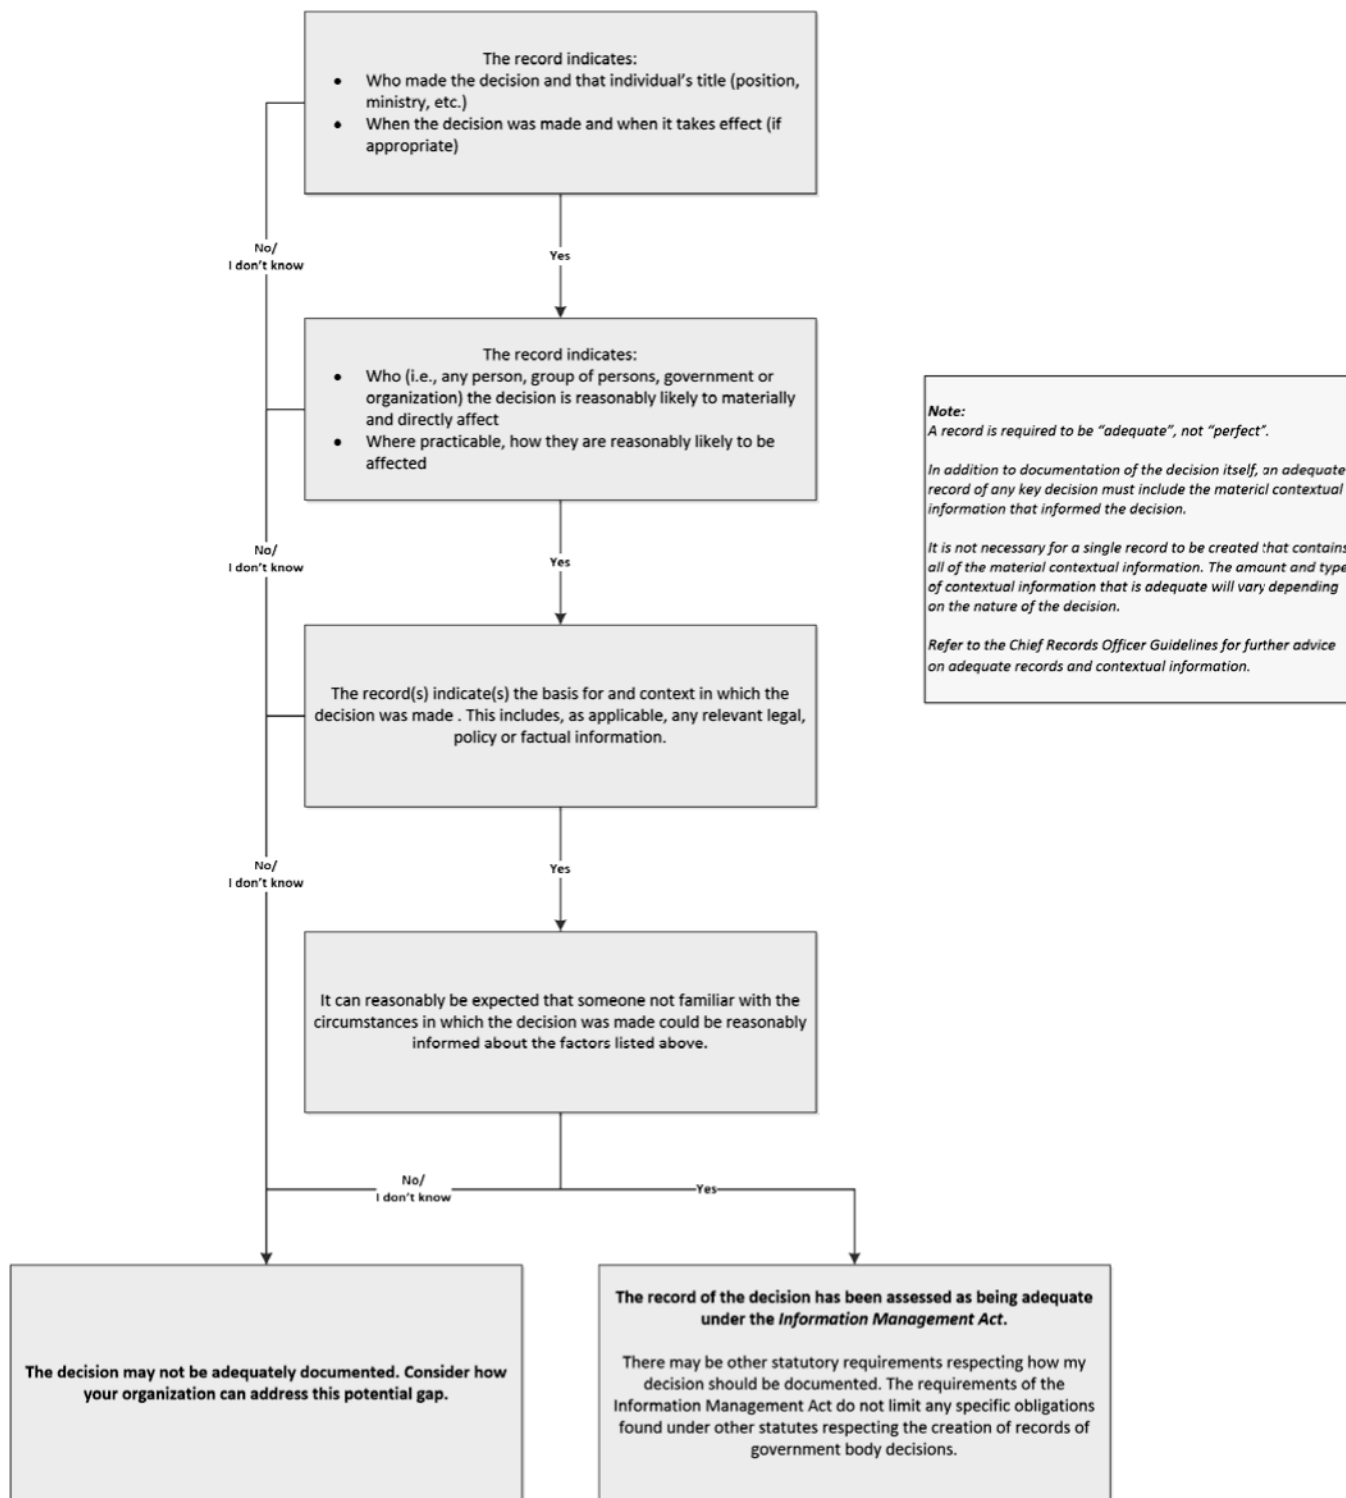 The record indicates:
• Who made the decision and that individual's title (position,
ministry, etc.)
• When the decision was made and when it takes effect (if
appropriate)
No/
I don't know
Yes
The record indicates:
• Who (i.e., any person, group of persons, government or
organization) the decision is reasonably likely to materially
and directly affect
• Where practicable, how they are reasonably likely to be
affected
Note:
A record is required to be "adequate", not "perfect".
In addition to documentation of the decision itself, an adequate
record of any key decision must include the material contextual
information that informed the decision.
It is not necessary for a single record to be created that contains
all of the material contextual information. The amount and type
of contextual information that is adequate will vary depending
on the nature of the decision.
Refer to the Chief Records Officer Guidelines for further advice
on adequate records and contextual information.
No/
I don't know
Yes
The record(s) indicate(s) the basis for and context in which the
decision was made . This includes, as applicable, any relevant legal,
policy or factual information.
No/
I don't know
Yes
It can reasonably be expected that someone not familiar with the
circumstances in which the decision was made could be reasonably
informed about the factors listed above.
No/
I don't know
Yes
The decision may not be adequately documented. Consider how
your organization can address this potential gap.
The record of the decision has been assessed as being adequate
under the Information Management Act.
There may be other statutory requirements respecting how my
decision should be documented. The requirements of the
Information Management Act do not limit any specific obligations
found under other statutes respecting the creation of records of
government body decisions.